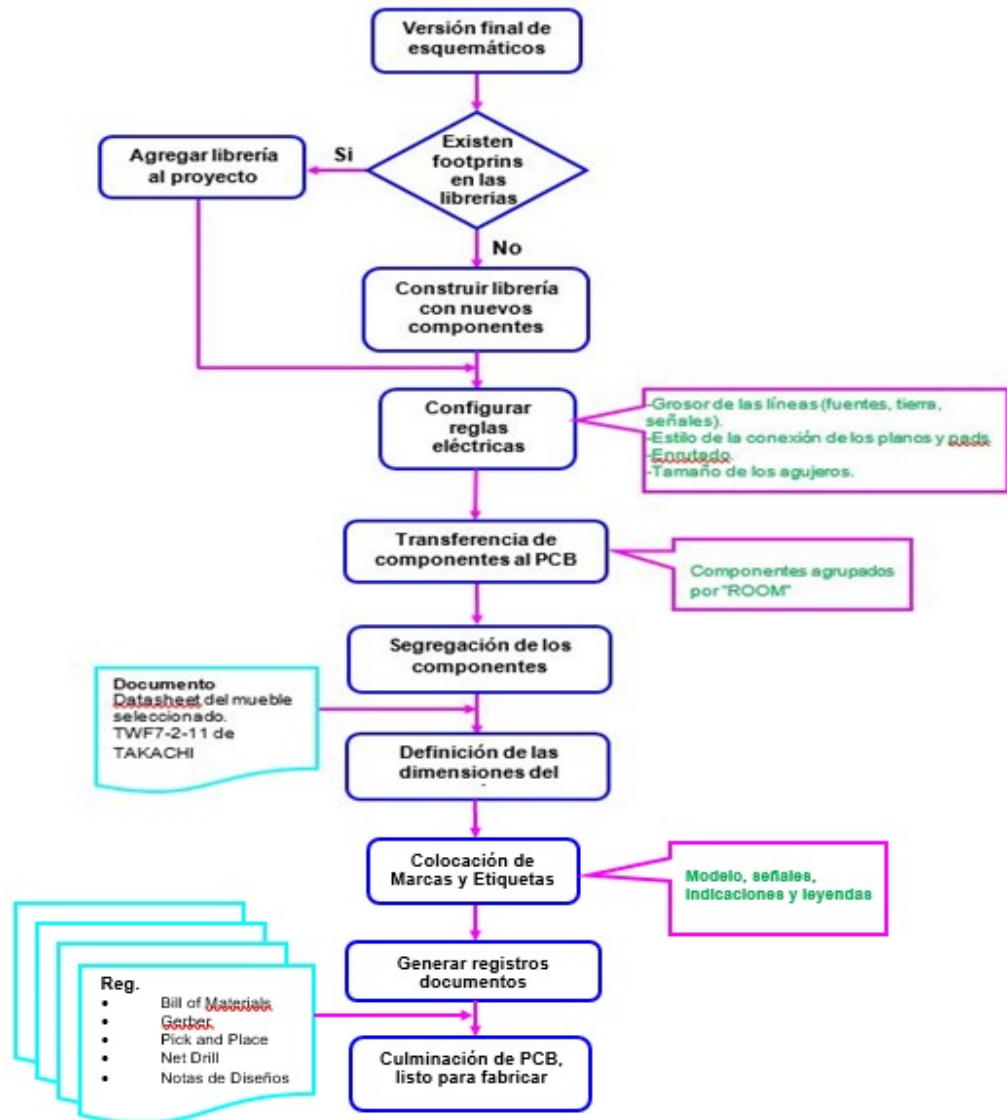 Versión final de
esquemáticos
Existen
footprins
en las
librerias
Si
Agregar librería
al proyecto
No
Construir librería
con nuevos
componentes
Configurar
reglas
eléctricas
-Grosor de las líneas (fuentes, tierra,
señales).
-Estilo de la conexión de los planos y pads
-Enrutado.
-Tamaño de los agujeros.
Transferencia de
componentes al PCB
Componentes agrupados
por "ROOM"
Segregación de los
componentes
Documento
Datasheet del mueble
seleccionado.
TWF7-2-11 de
TAKACHI
Definición de las
dimensiones del
Colocación de
Marcas y Etiquetas
Modelo, señales,
indicaciones y leyendas
Generar registros
documentos
Reg.
• Bill of Materials
• Gerber
• Pick and Place
• Net Drill
• Notas de Diseños
Culminación de PCB,
listo para fabricar